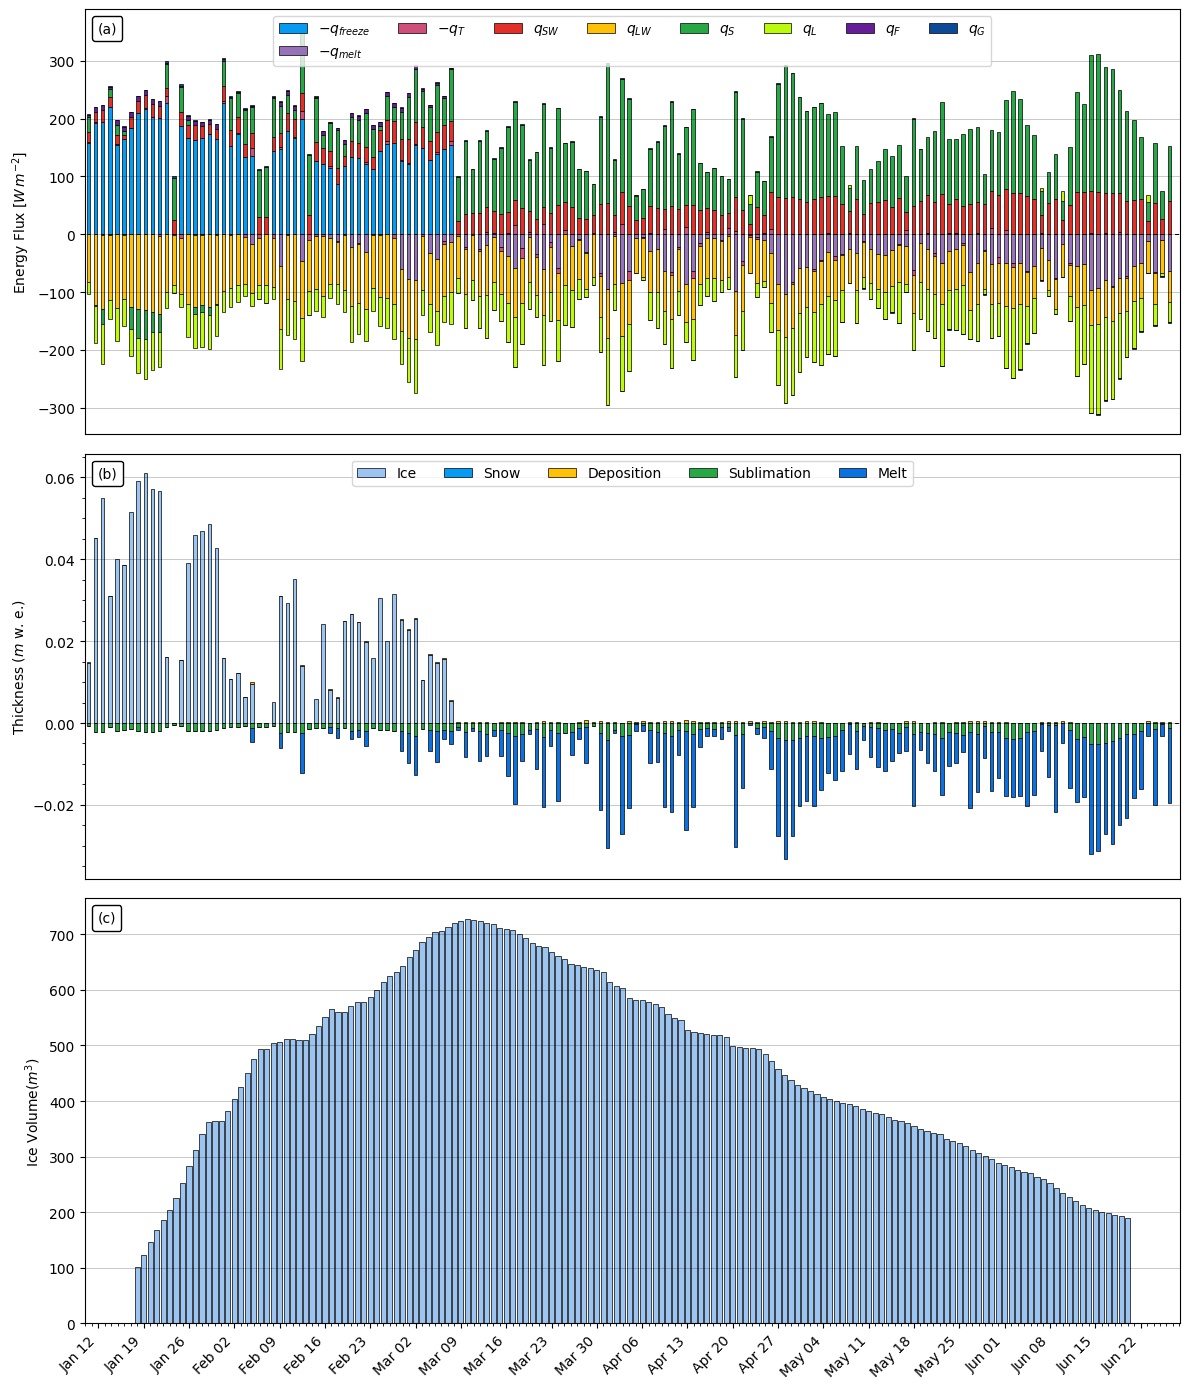 (a)
−q_freeze −q_T q_SW q_LW q_S q_L q_F q_G
−q_melt
Energy Flux [W m⁻²]
300
200
100
0
−100
−200
−300
(b)
Ice Snow Deposition Sublimation Melt
Thickness (m w. e.)
0.06
0.04
0.02
0.00
−0.02
(c)
Ice Volume(m³)
700
600
500
400
300
200
100
0
Jan 12 Jan 19 Jan 26 Feb 02 Feb 09 Feb 16 Feb 23 Mar 02 Mar 09 Mar 16 Mar 23 Mar 30 Apr 06 Apr 13 Apr 20 Apr 27 May 04 May 11 May 18 May 25 Jun 01 Jun 08 Jun 15 Jun 22